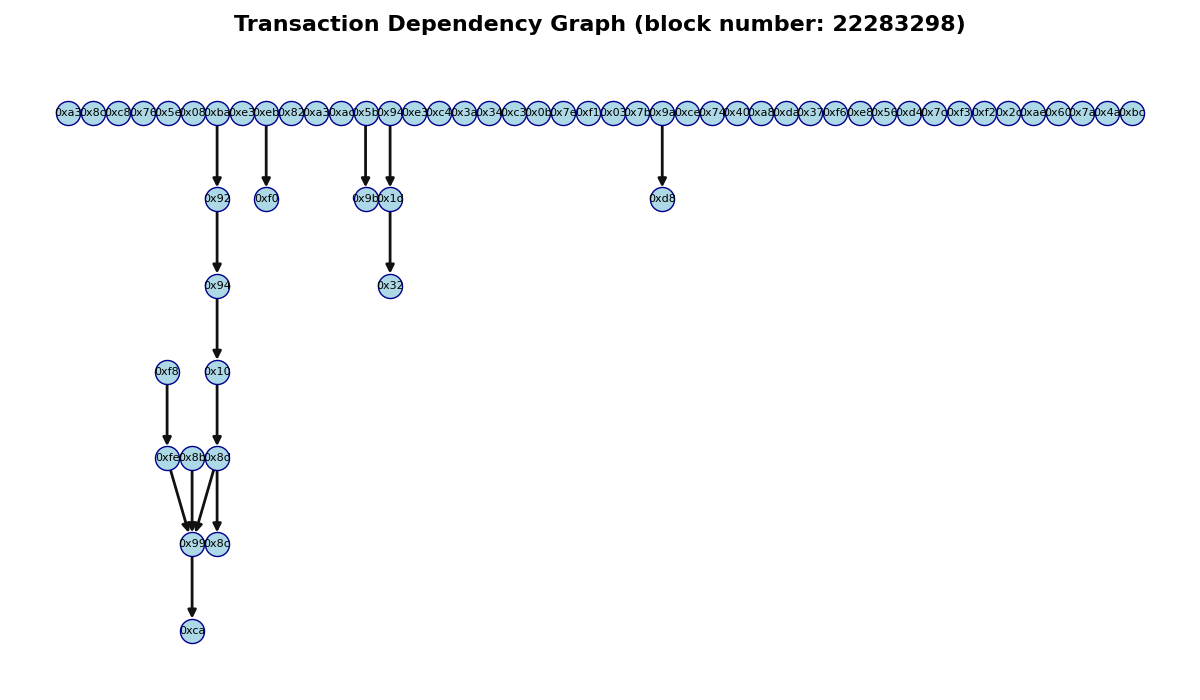 Transaction Dependency Graph (block number: 22283298)
0xa3 0x8c 0xc8 0x76 0x5e 0x08 0xba 0xe3 0xeb 0x82 0xa3 0xac 0x5b 0x94 0xe3 0xc4 0x3a 0x34 0xc3 0x0b 0x7e 0xf1 0x03 0x7b 0x9a 0xce 0x74 0x40 0xa8 0xda 0x37 0xf6 0xe8 0x56 0xd4 0x7c 0xf3 0xf2 0x2c 0xae 0x60 0x7a 0x4a 0xbc
0x92 0xf0 0x9b 0x1d 0xd8
0x94 0x32
0xf8 0x10
0xfe 0x8b 0x8d
0x99 0x8c
0xca